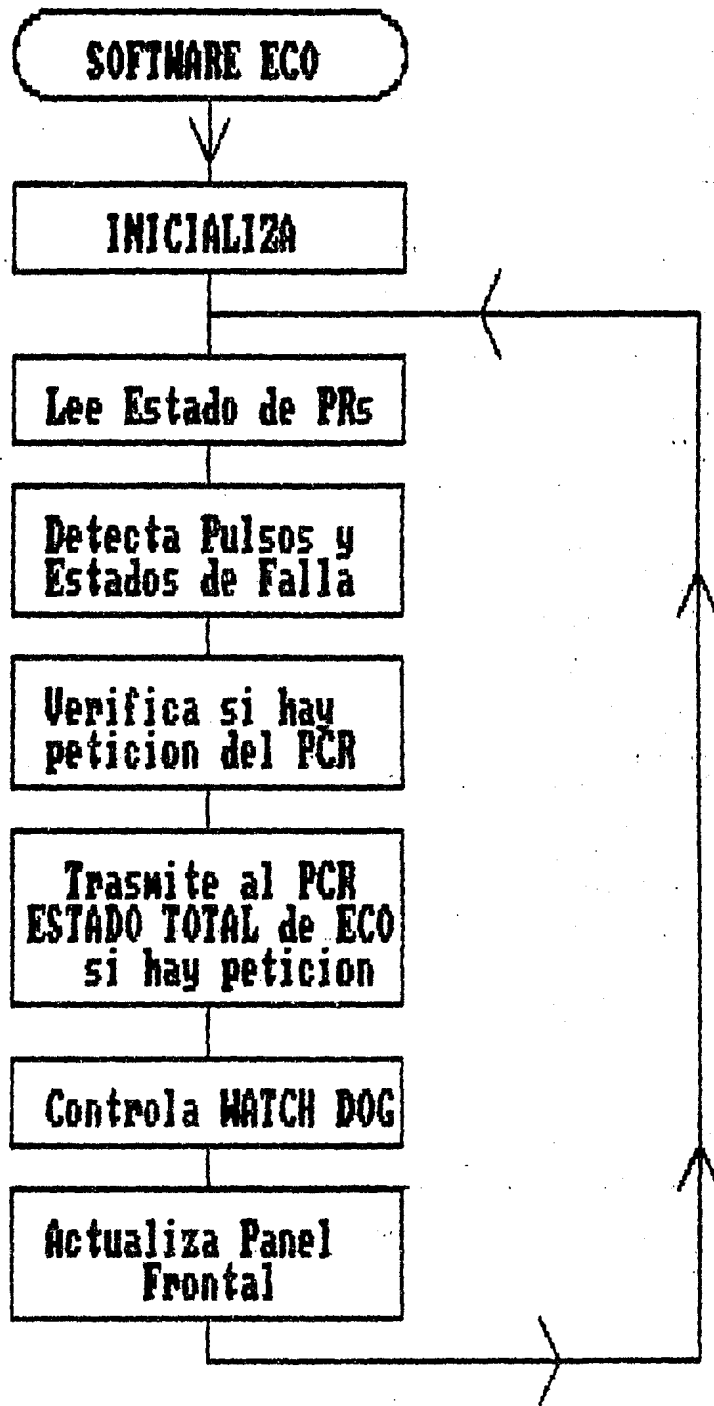 SOFTWARE ECO
INICIALIZA
Lee Estado de PRs
Detecta Pulsos y
Estados de Falla
Verifica si hay
peticion del PCR
Trasmite al PCR
ESTADO TOTAL de ECO
si hay peticion
Controla WATCH DOG
Actualiza Panel
Frontal